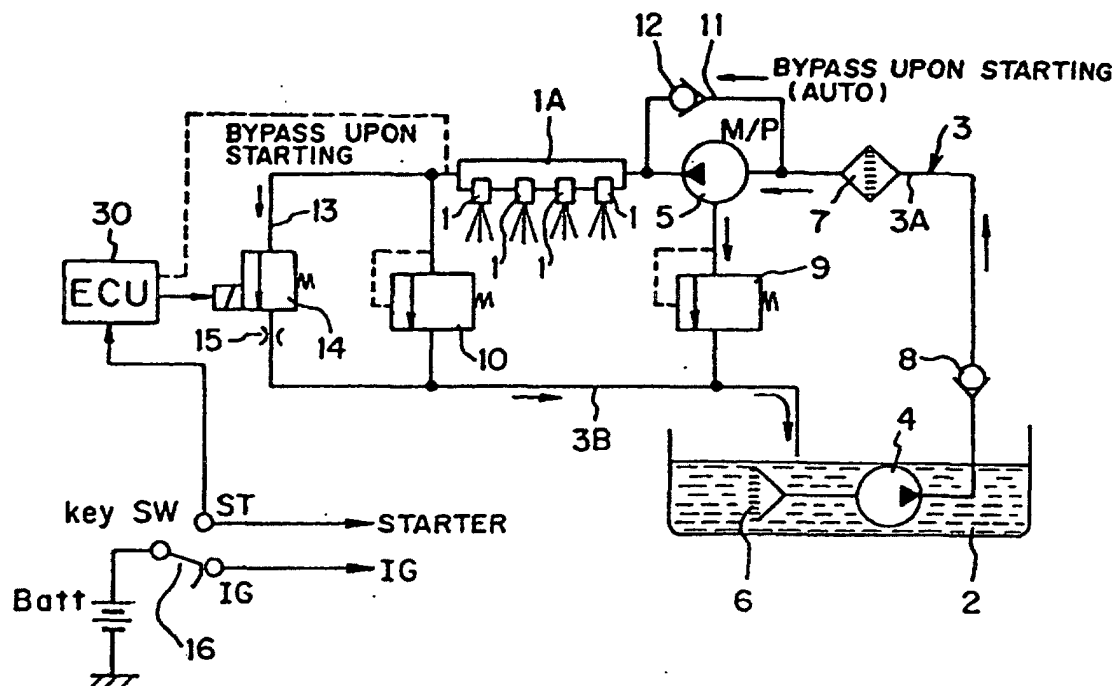 12
11
BYPASS UPON STARTING
(AUTO)
1A
M/P
3
BYPASS UPON
STARTING
13
30
1
1
1
1
5
7
3A
ECU
9
15
14
10
8
3B
4
key SW
ST
STARTER
IG
IG
Batt
16
6
2